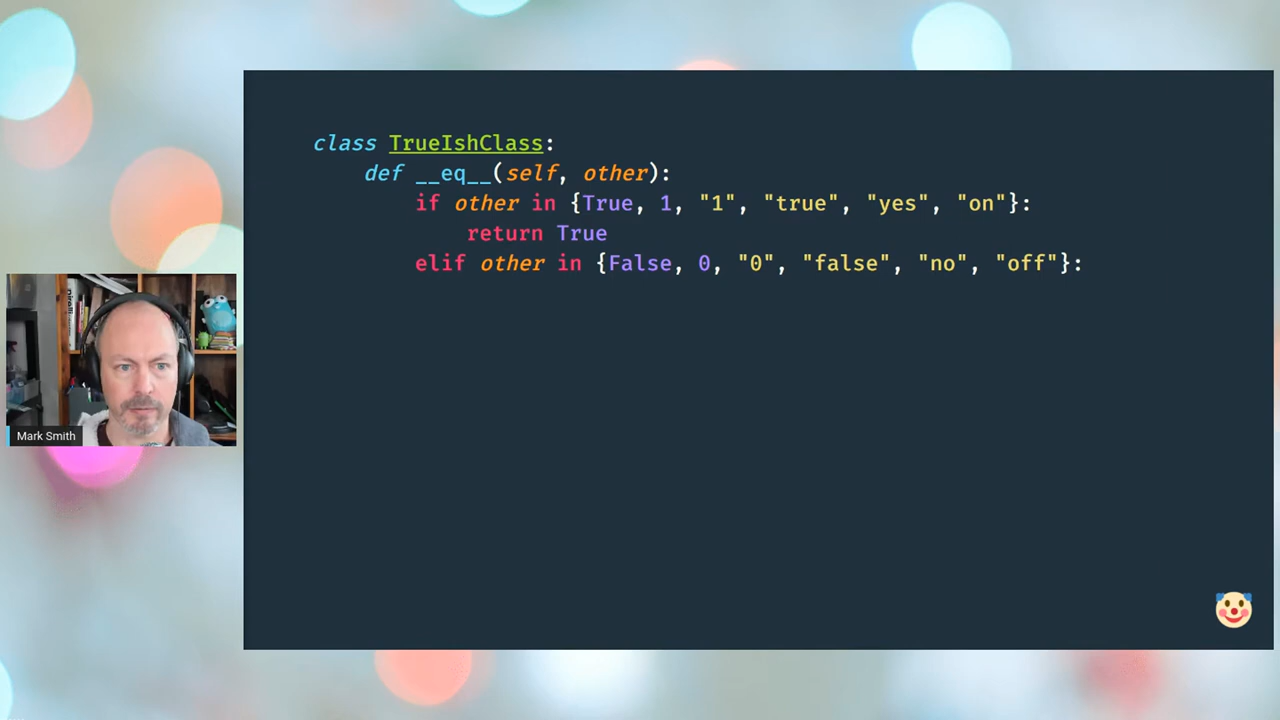 class TrueIshClass:
    def __eq__(self, other):
        if other in {True, 1, "1", "true", "yes", "on"}:
            return True
        elif other in {False, 0, "0", "false", "no", "off"}:
Mark Smith